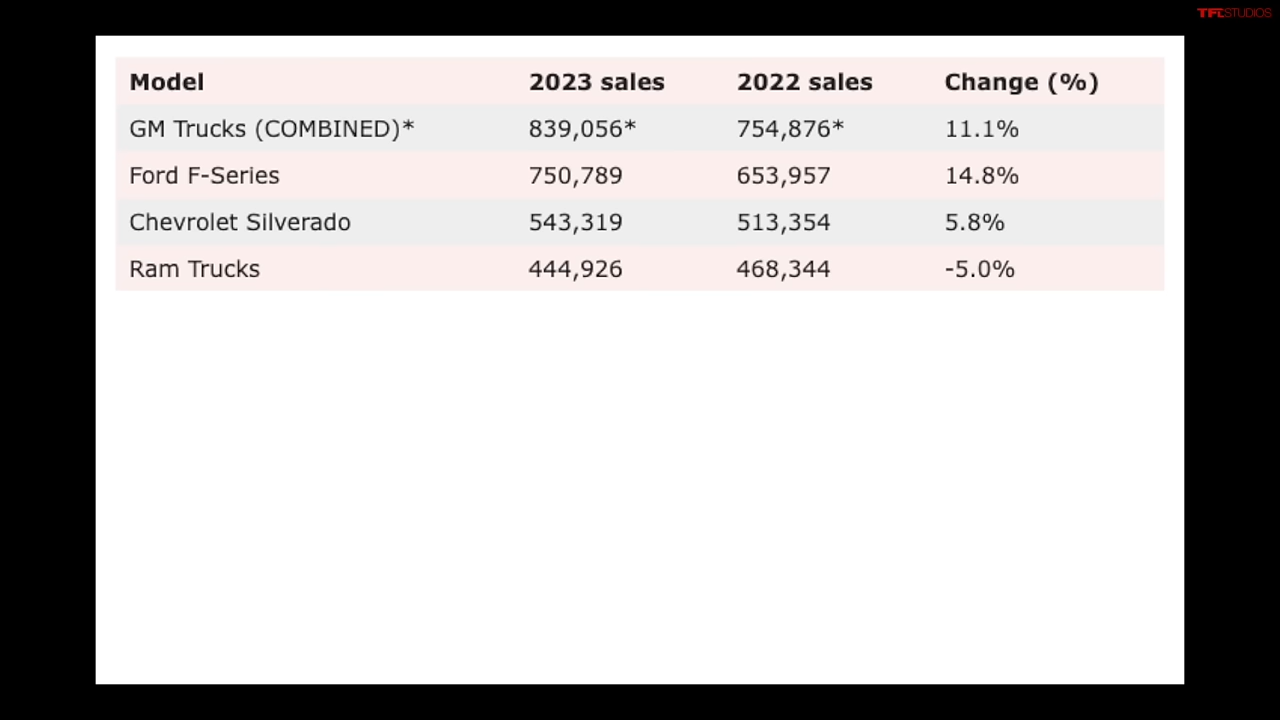 TFLSTUDIOS
Model 2023 sales 2022 sales Change (%)
GM Trucks (COMBINED)* 839,056* 754,876* 11.1%
Ford F-Series 750,789 653,957 14.8%
Chevrolet Silverado 543,319 513,354 5.8%
Ram Trucks 444,926 468,344 -5.0%